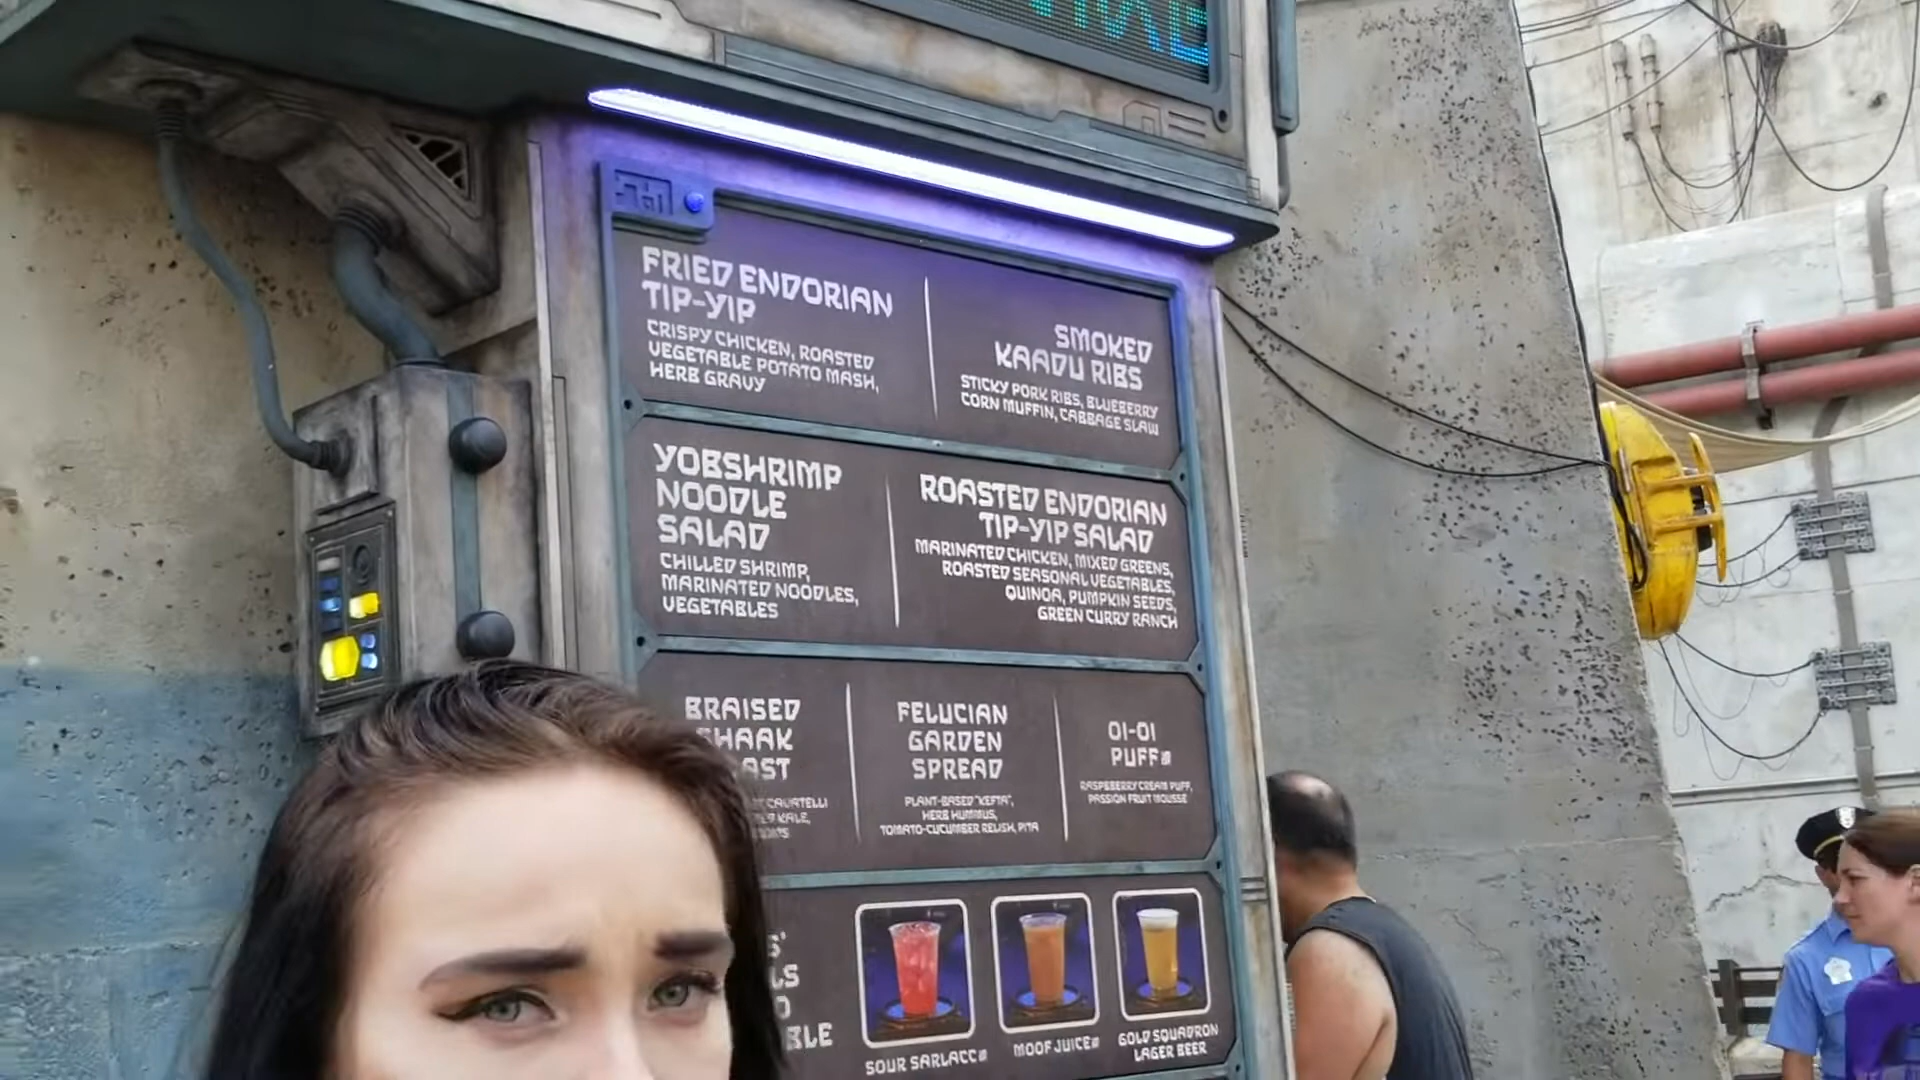 FRIED ENDORIAN
TIP-YIP
CRISPY CHICKEN, ROASTED
VEGETABLE POTATO MASH,
HERB GRAVY
SMOKED
KAADU RIBS
STICKY PORK RIBS, BLUEBERRY
CORN MUFFIN, CABBAGE SLAW
YOBSHRIMP
NOODLE
SALAD
CHILLED SHRIMP,
MARINATED NOODLES,
VEGETABLES
ROASTED ENDORIAN
TIP-YIP SALAD
MARINATED CHICKEN, MIXED GREENS,
ROASTED SEASONAL VEGETABLES,
QUINOA, PUMPKIN SEEDS,
GREEN CURRY RANCH
BRAISED
HAAK
AST
CAVATELLI
KALE,
FELUCIAN
GARDEN
SPREAD
PLANT-BASED "KEFTA",
HERB HUMMUS,
TOMATO-CUCUMBER RELISH, PITA
OI-OI
PUFF
RASPBERRY CREAM PUFF,
PASSION FRUIT MOUSSE
SOUR SARLACC
MOOF JUICE
GOLD SQUADRON
LAGER BEER